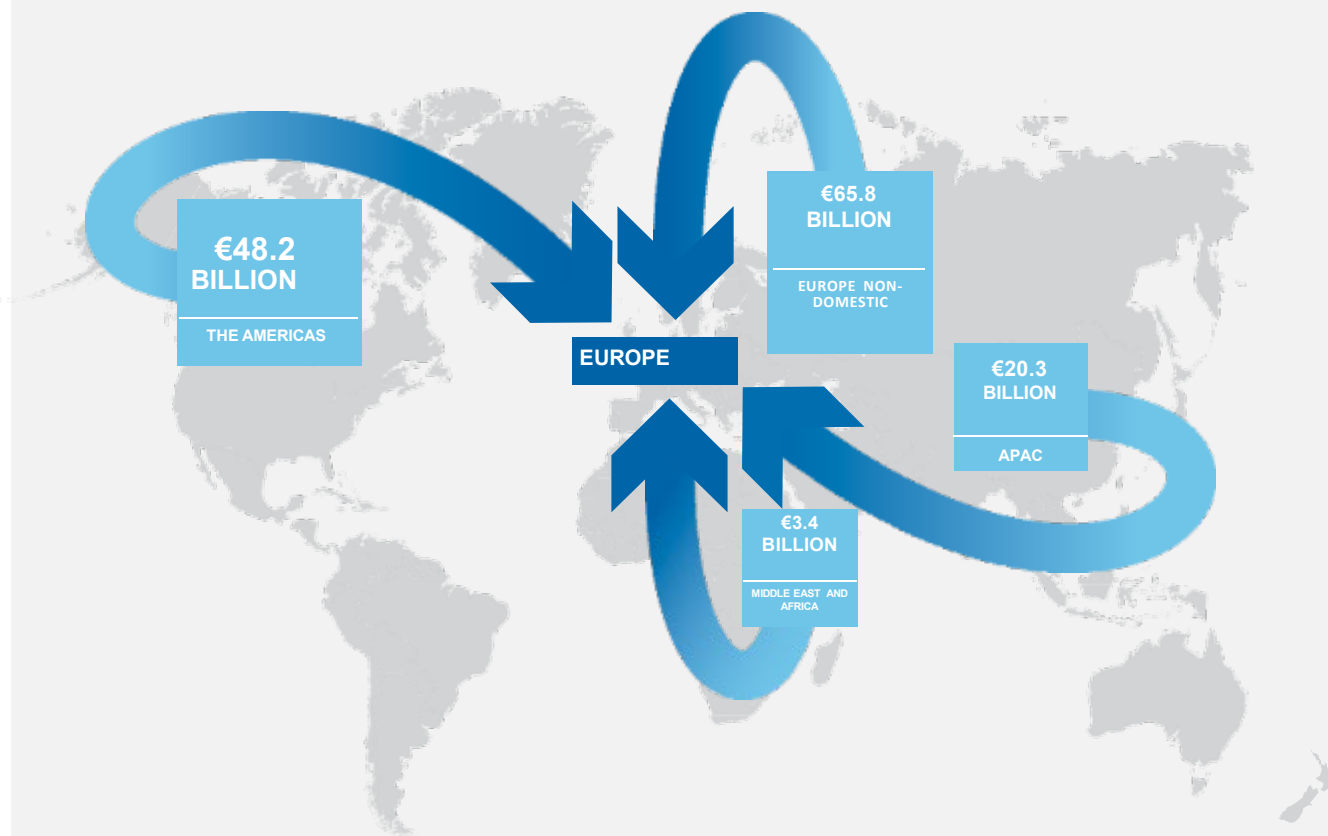 €48.2
BILLION
THE AMERICAS
€65.8
BILLION
EUROPE NON-
DOMESTIC
EUROPE
€20.3
BILLION
APAC
€3.4
BILLION
MIDDLE EAST AND
AFRICA